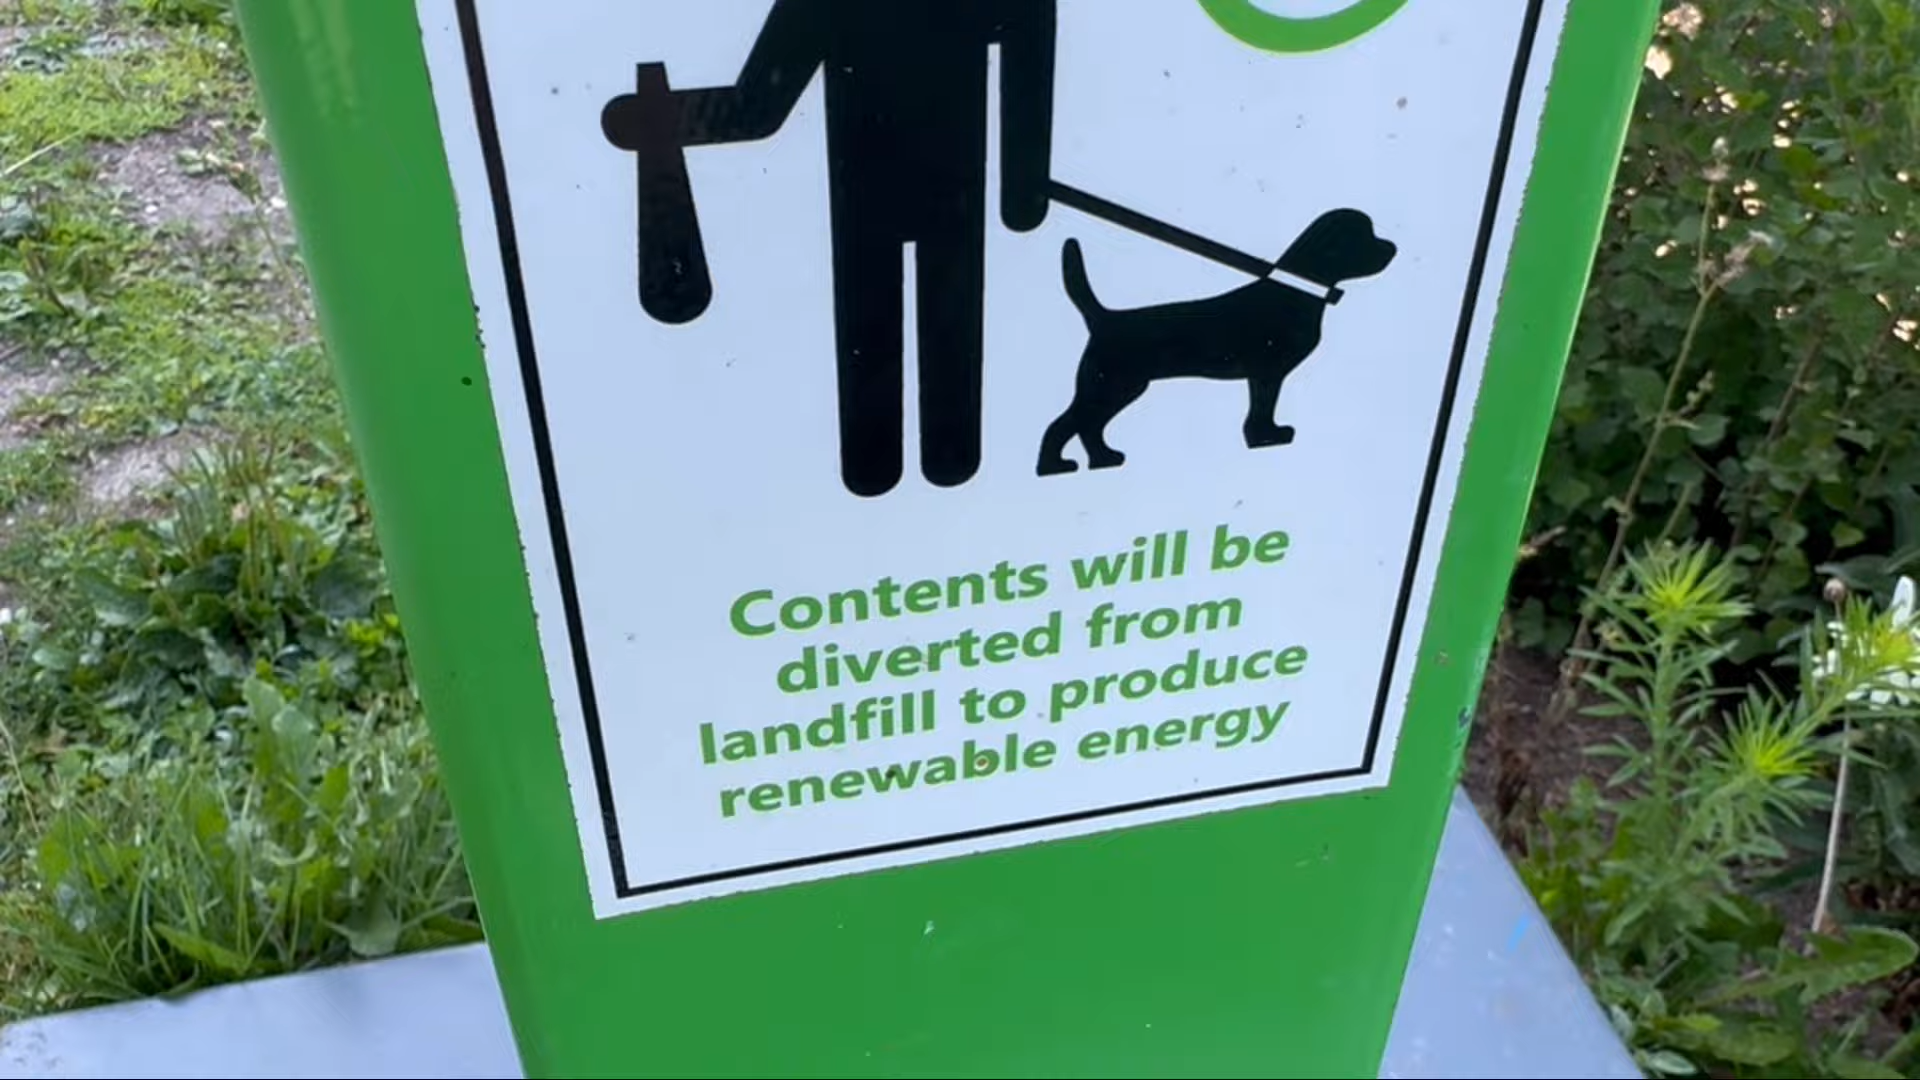 Contents will be
diverted from
landfill to produce
renewable energy